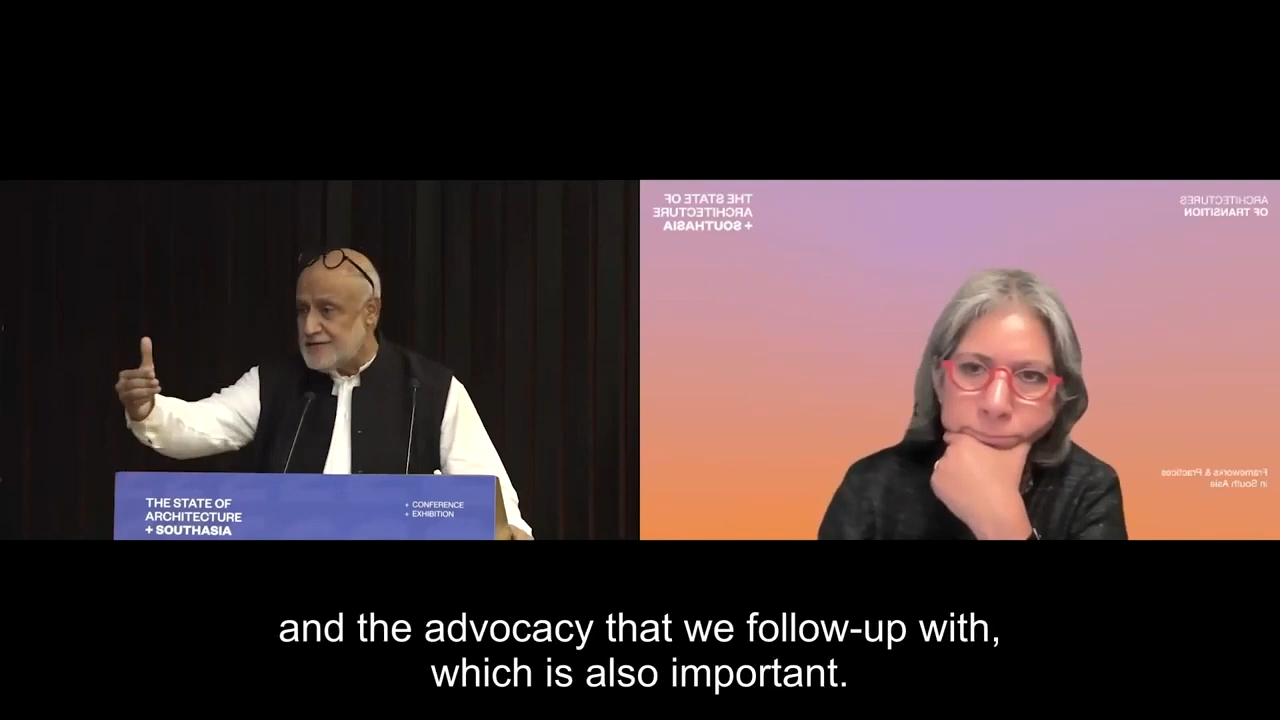 THE STATE OF
ARCHITECTURE
+ SOUTHASIA
+ CONFERENCE
+ EXHIBITION
THE STATE OF
ARCHITECTURE
+ SOUTHASIA
ARCHITECTURES
OF TRANSITION
Frameworks & Practices
in South Asia
and the advocacy that we follow-up with,
which is also important.